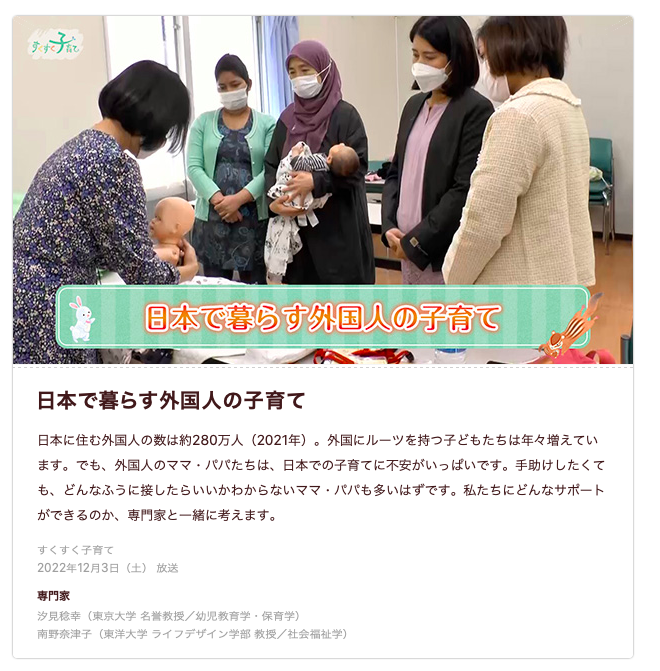 すくすく子育て
日本で暮らす外国人の子育て
日本で暮らす外国人の子育て
日本に住む外国人の数は約280万人（2021年）。外国にルーツを持つ子どもたちは年々増えてい
ます。でも、外国人のママ・パパたちは、日本での子育てに不安がいっぱいです。手助けしたくて
も、どんなふうに接したらいいかわからないママ・パパも多いはずです。私たちにどんなサポート
ができるのか、専門家と一緒に考えます。
すくすく子育て
2022年12月3日（土） 放送
専門家
汐見稔幸（東京大学 名誉教授／幼児教育学・保育学）
南野奈津子（東洋大学 ライフデザイン学部 教授／社会福祉学）